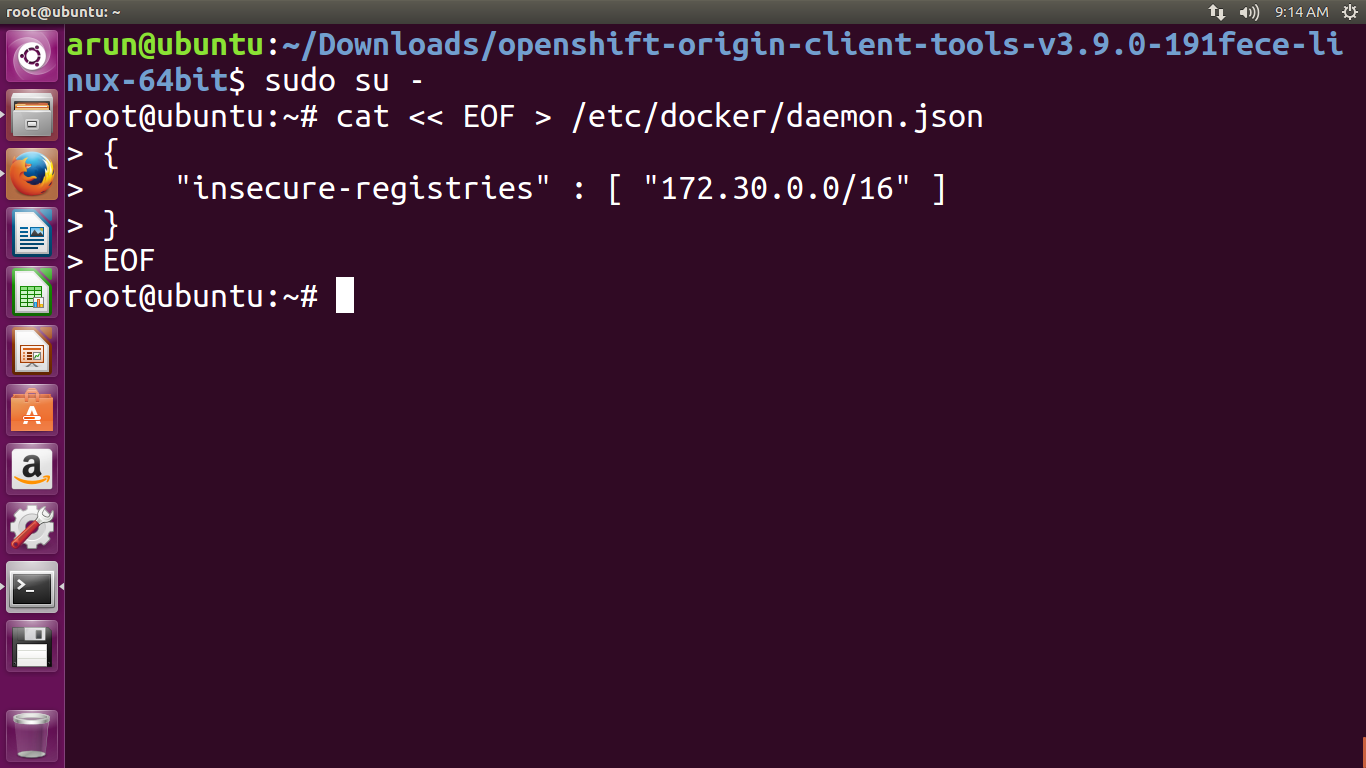 root@ubuntu: ~
9:14 AM
arun@ubuntu:~/Downloads/openshift-origin-client-tools-v3.9.0-191fece-li
nux-64bit$ sudo su -
root@ubuntu:~# cat << EOF > /etc/docker/daemon.json
> {
>     "insecure-registries" : [ "172.30.0.0/16" ]
> }
> EOF
root@ubuntu:~#